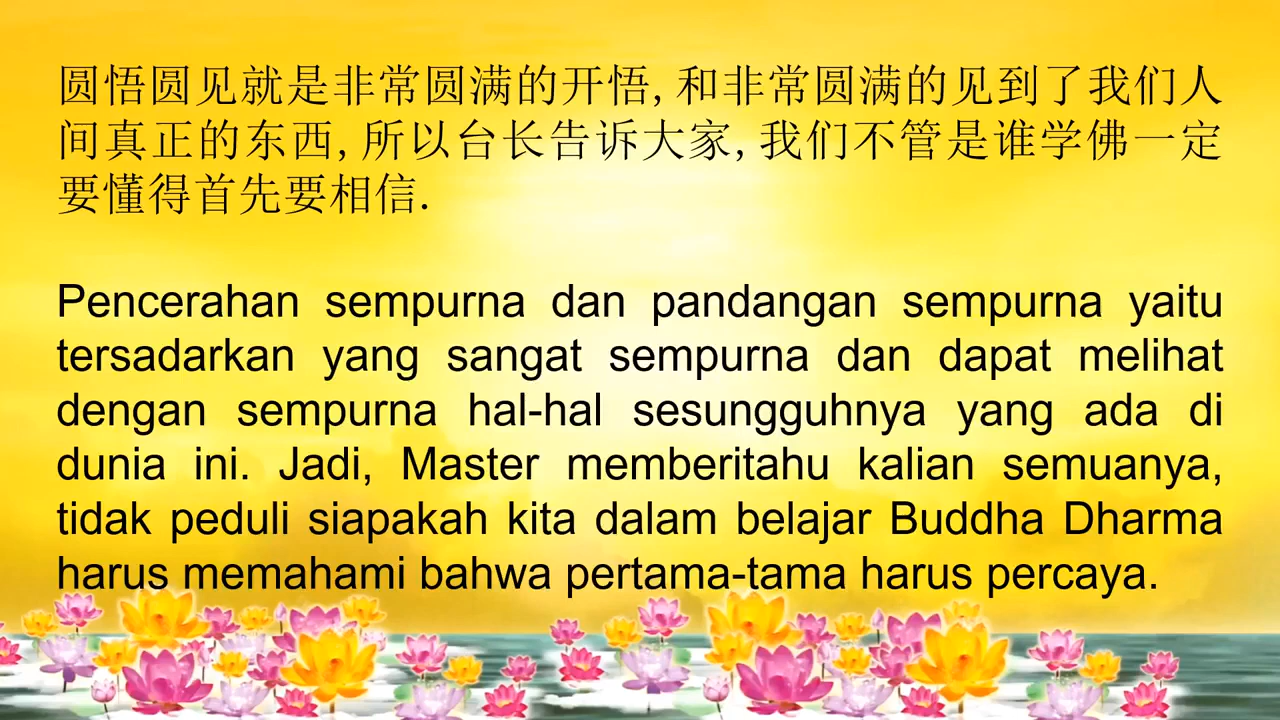 圆悟圆见就是非常圆满的开悟, 和非常圆满的见到了我们人
间真正的东西, 所以台长告诉大家, 我们不管是谁学佛一定
要懂得首先要相信.
Pencerahan sempurna dan pandangan sempurna yaitu
tersadarkan yang sangat sempurna dan dapat melihat
dengan sempurna hal-hal sesungguhnya yang ada di
dunia ini. Jadi, Master memberitahu kalian semuanya,
tidak peduli siapakah kita dalam belajar Buddha Dharma
harus memahami bahwa pertama-tama harus percaya.